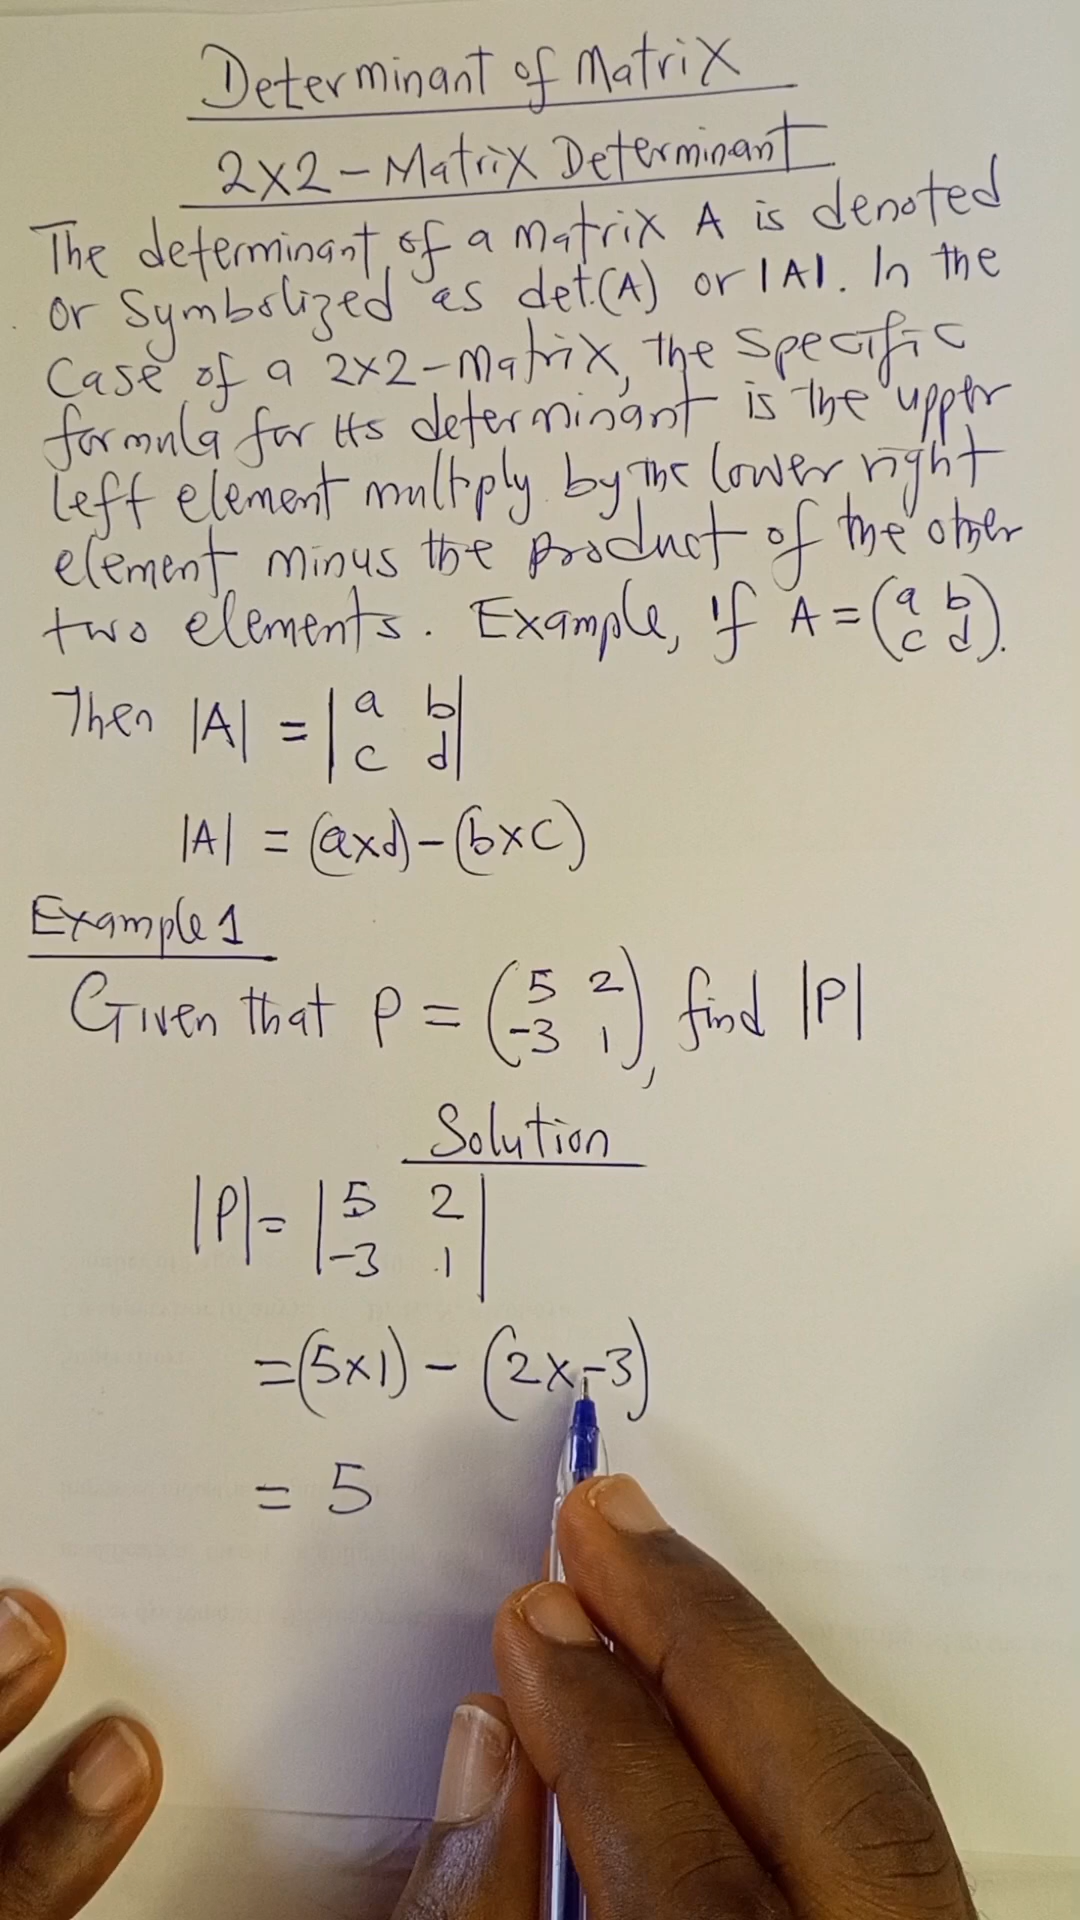 Determinant of Matrix
2x2-Matrix Determinant
The determinant of a matrix A is denoted
or symbolized as det.(A) or |A|. In the
Case of a 2x2-matrix, the specific
formula for its determinant is the upper
left element multiply by the lower right
element minus the product of the other
two elements. Example, if A = (a b
c d).
Then |A| = |a b|
|c d|
|A| = (axd)-(bxc)
Example 1
Given that P = (5 2
-3 1), find |P|
Solution
|P| = |5 2|
|-3 1|
= (5x1) - (2x-3)
= 5